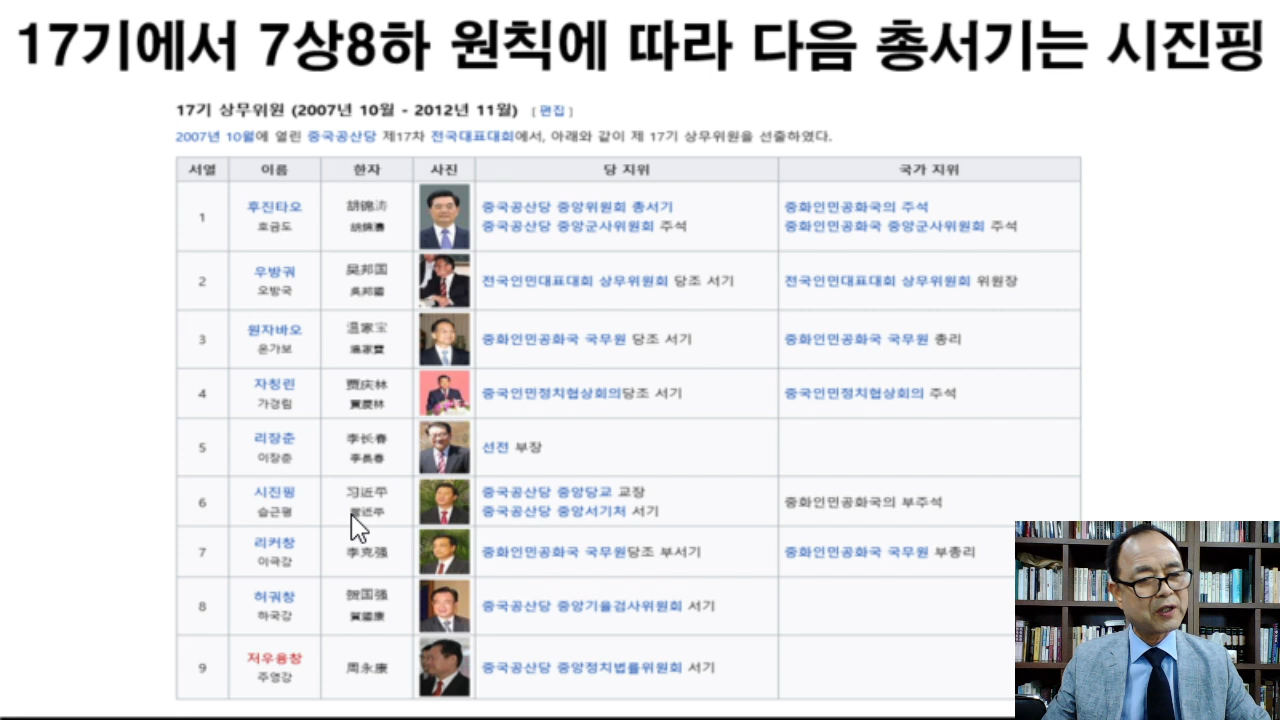 17기에서 7상8하 원칙에 따라 다음 총서기는 시진핑
17기 상무위원 (2007년 10월 - 2012년 11월) [ 편집 ]
2007년 10월에 열린 중국공산당 제17차 전국대표대회에서, 아래와 같이 제 17기 상무위원을 선출하였다.
서열 이름 한자 사진 당 지위 국가 지위
1 후진타오 호금도 胡锦涛 胡錦濤 중국공산당 중앙위원회 총서기 중화인민공화국의 주석
중국공산당 중앙군사위원회 주석 중화인민공화국 중앙군사위원회 주석
2 우방궈 오방국 吴邦国 吳邦國 전국인민대표대회 상무위원회 당조 서기 전국인민대표대회 상무위원회 위원장
3 원자바오 온가보 温家宝 溫家寶 중화인민공화국 국무원 당조 서기 중화인민공화국 국무원 총리
4 자칭린 가경림 贾庆林 賈慶林 중국인민정치협상회의당조 서기 중국인민정치협상회의 주석
5 리장춘 이장춘 李长春 李長春 선전 부장
6 시진핑 습근평 习近平 중국공산당 중앙당교 교장 중화인민공화국의 부주석
중국공산당 중앙서기처 서기
7 리커창 이극강 李克强 중화인민공화국 국무원당조 부서기 중화인민공화국 국무원 부총리
8 허궈창 하국강 贺国强 중국공산당 중앙기율검사위원회 서기
9 저우융캉 주영강 周永康 중국공산당 중앙정치법률위원회 서기